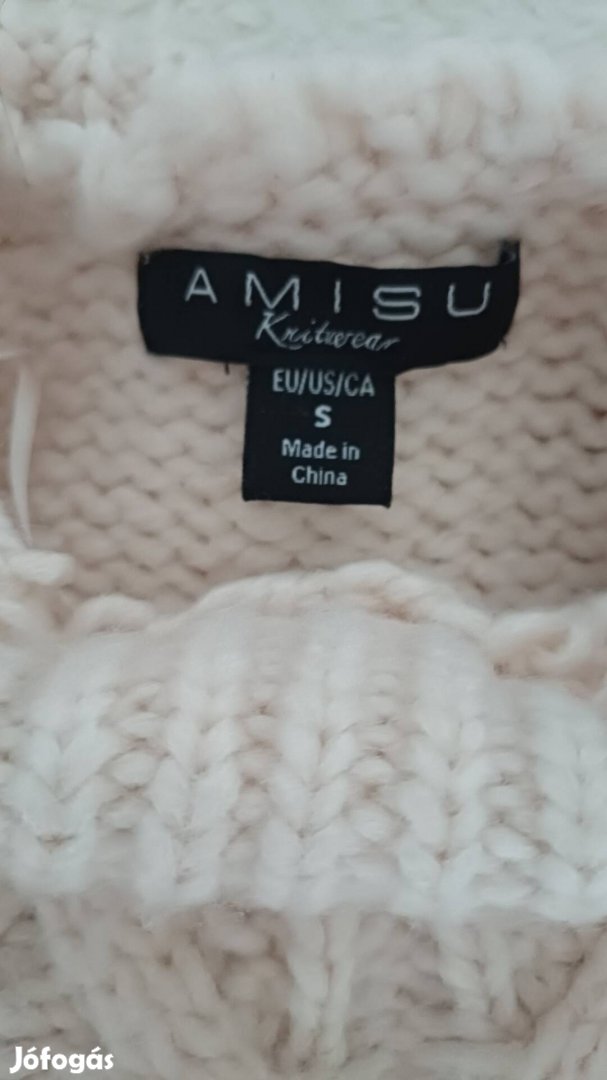 AMISU
Knitwear
EU/US/CA
S
Made in
China
Jófogás